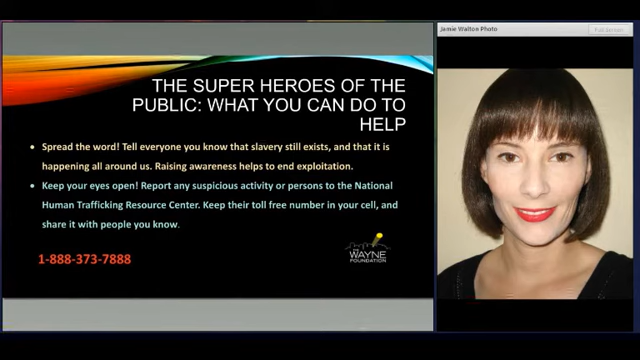 Jamie Walton Photo
Full Screen
THE SUPER HEROES OF THE
PUBLIC: WHAT YOU CAN DO TO
HELP
• Spread the word! Tell everyone you know that slavery still exists, and that it is
happening all around us. Raising awareness helps to end exploitation.
• Keep your eyes open! Report any suspicious activity or persons to the National
Human Trafficking Resource Center. Keep their toll free number in your cell, and
share it with people you know.
1-888-373-7888
THE
WAYNE
FOUNDATION